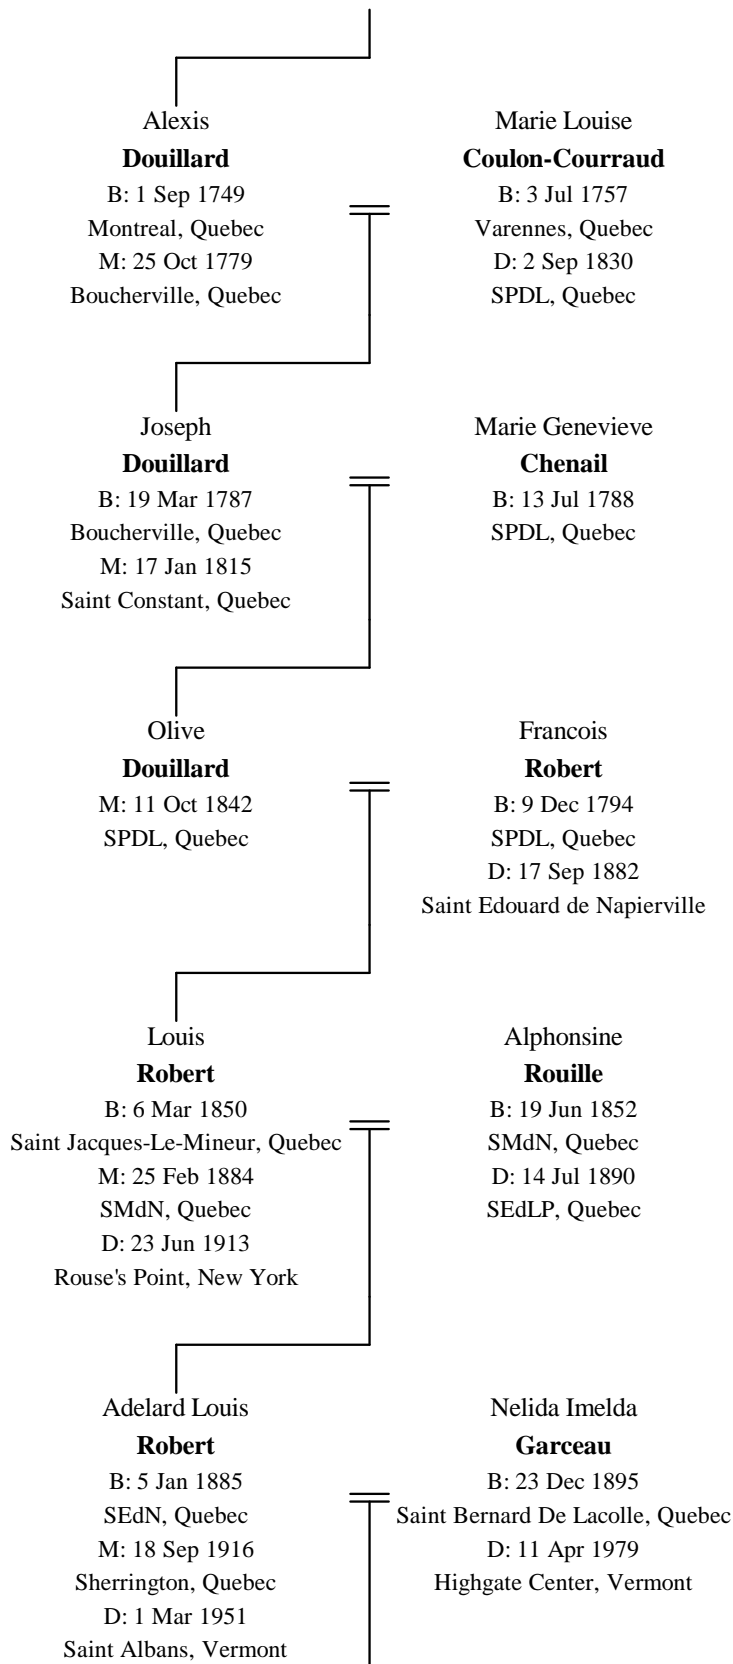 Alexis
Douillard
B: 1 Sep 1749
Montreal, Quebec
M: 25 Oct 1779
Boucherville, Quebec
Marie Louise
Coulon-Courraud
B: 3 Jul 1757
Varennes, Quebec
D: 2 Sep 1830
SPDL, Quebec
Joseph
Douillard
B: 19 Mar 1787
Boucherville, Quebec
M: 17 Jan 1815
Saint Constant, Quebec
Marie Genevieve
Chenail
B: 13 Jul 1788
SPDL, Quebec
Olive
Douillard
M: 11 Oct 1842
SPDL, Quebec
Francois
Robert
B: 9 Dec 1794
SPDL, Quebec
D: 17 Sep 1882
Saint Edouard de Napierville
Louis
Robert
B: 6 Mar 1850
Saint Jacques-Le-Mineur, Quebec
M: 25 Feb 1884
SMdN, Quebec
D: 23 Jun 1913
Rouse's Point, New York
Alphonsine
Rouille
B: 19 Jun 1852
SMdN, Quebec
D: 14 Jul 1890
SEdLP, Quebec
Adelard Louis
Robert
B: 5 Jan 1885
SEdN, Quebec
M: 18 Sep 1916
Sherrington, Quebec
D: 1 Mar 1951
Saint Albans, Vermont
Nelida Imelda
Garceau
B: 23 Dec 1895
Saint Bernard De Lacolle, Quebec
D: 11 Apr 1979
Highgate Center, Vermont